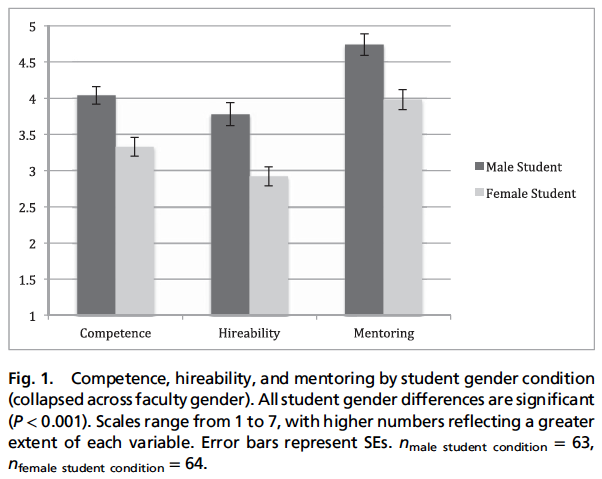 5
4.5
4
3.5
3
2.5
2
1.5
1
Competence Hireability Mentoring
Male Student
Female Student
Fig. 1. Competence, hireability, and mentoring by student gender condition
(collapsed across faculty gender). All student gender differences are significant
(P < 0.001). Scales range from 1 to 7, with higher numbers reflecting a greater
extent of each variable. Error bars represent SEs. nmale student condition = 63,
nfemale student condition = 64.